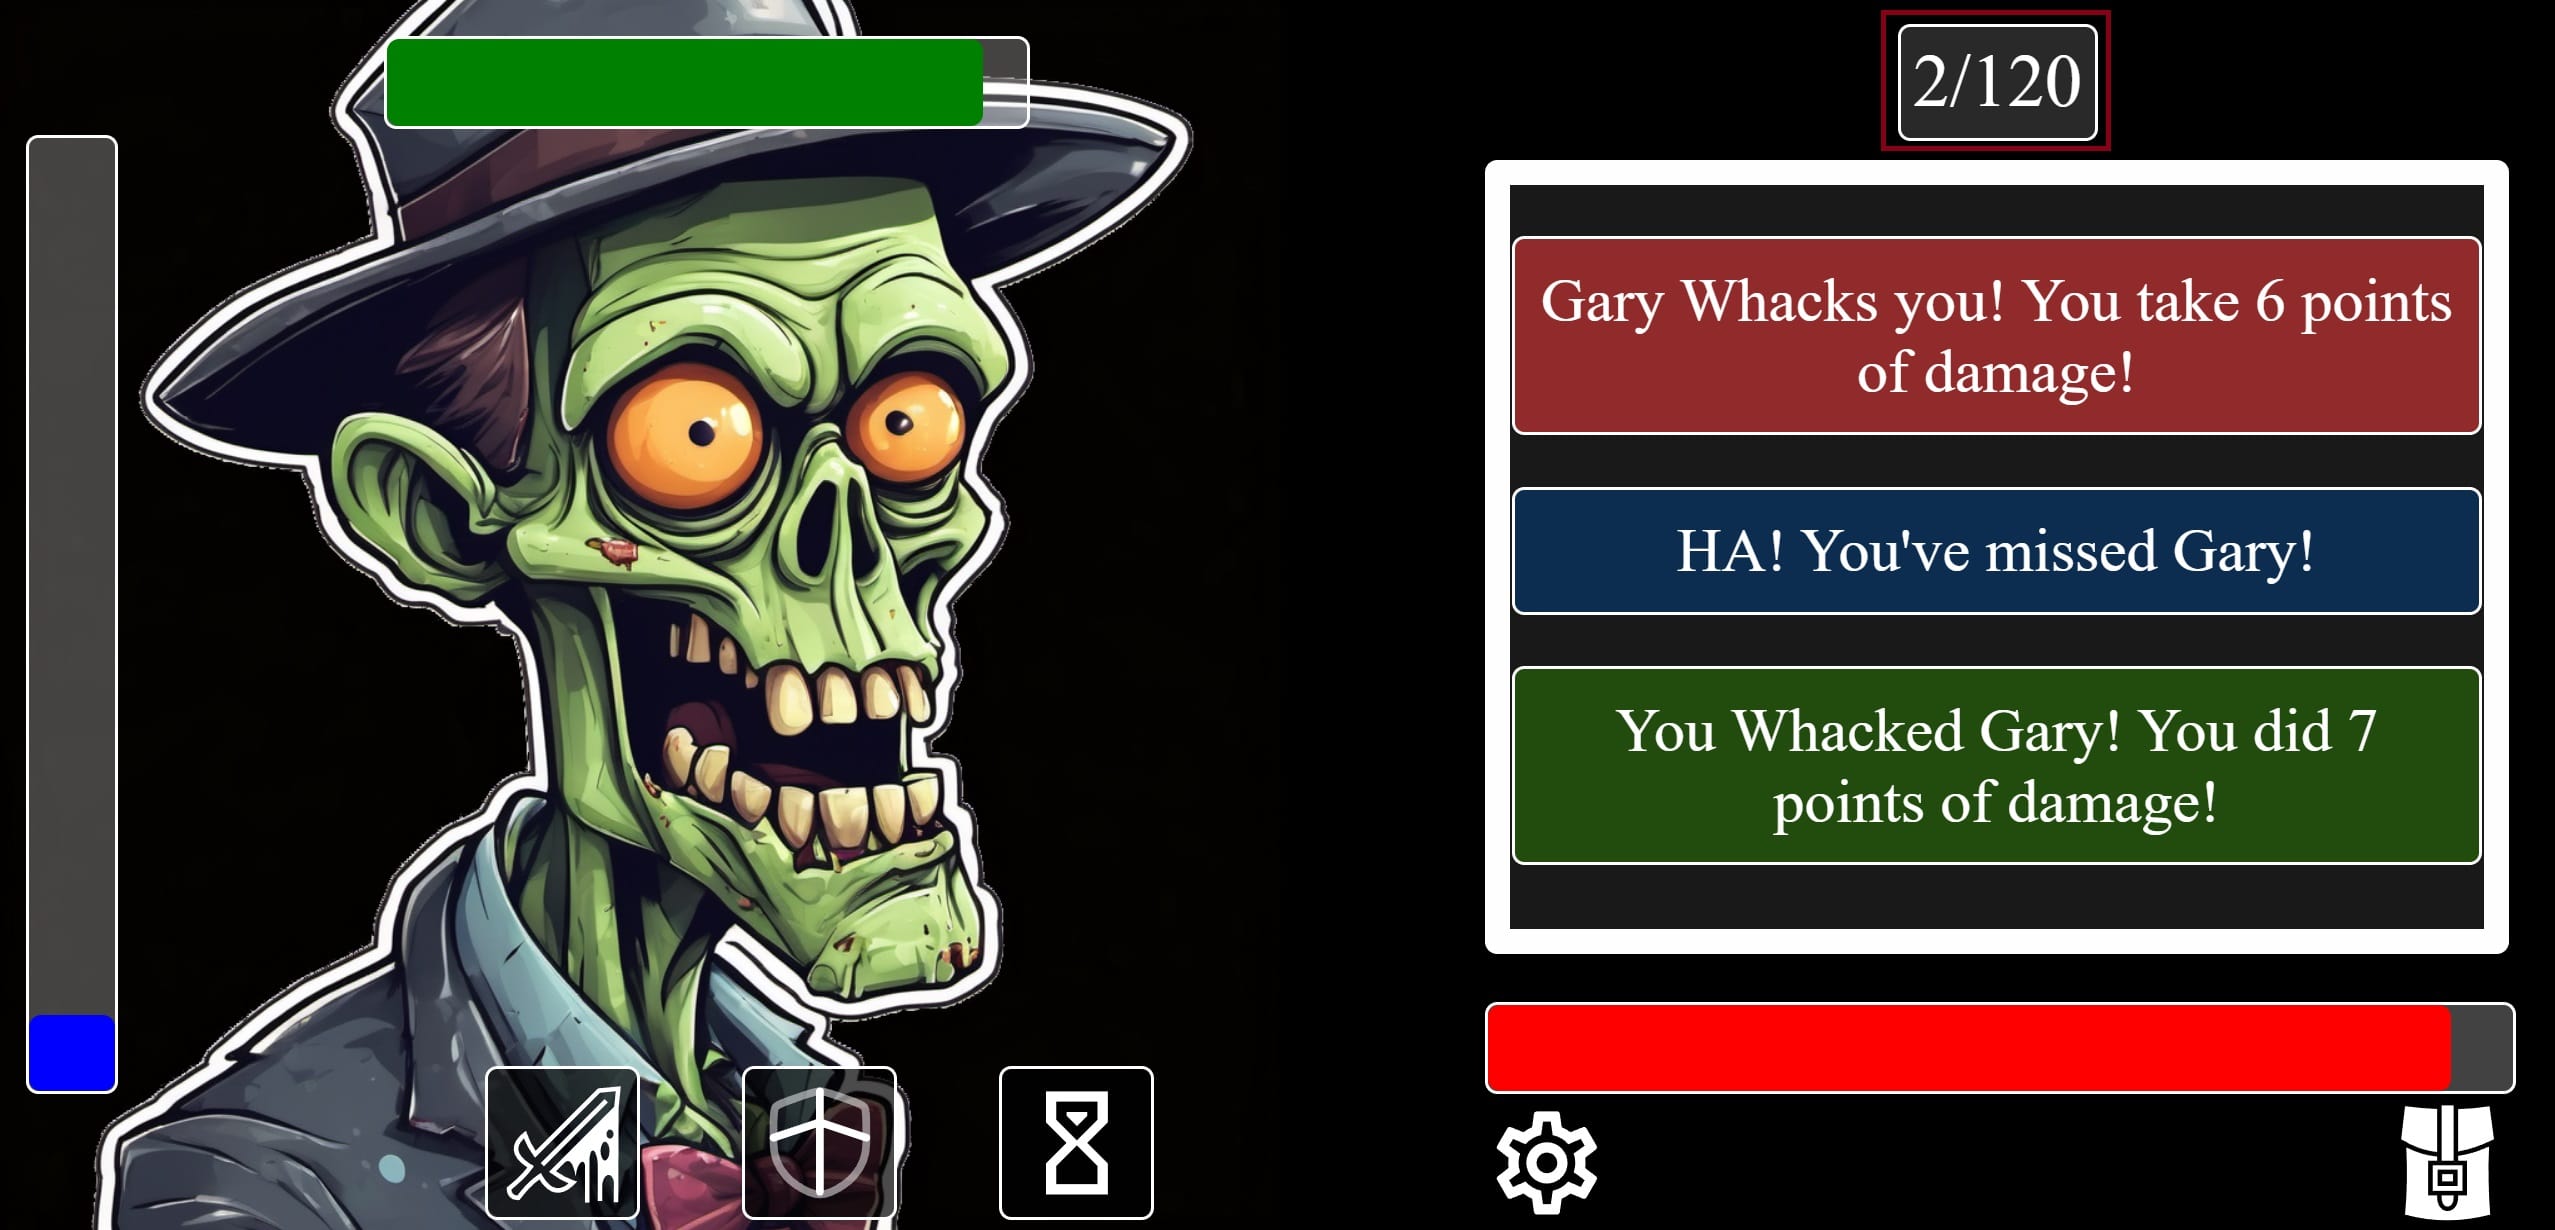 2/120
Gary Whacks you! You take 6 points
of damage!
HA! You've missed Gary!
You Whacked Gary! You did 7
points of damage!